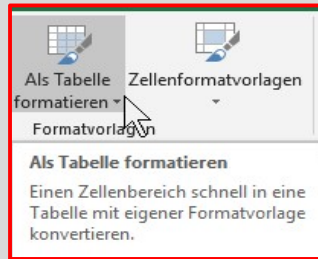 Als Tabelle
formatieren
Zellenformatvorlagen
Formatvorlagen
Als Tabelle formatieren
Einen Zellenbereich schnell in eine
Tabelle mit eigener Formatvorlage
konvertieren.